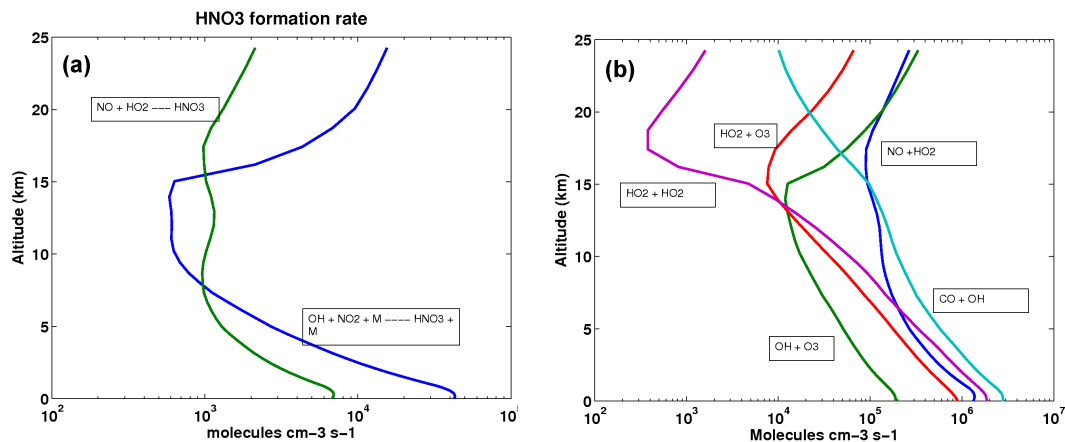 HNO3 formation rate
(a)
25
20
15
10
5
0
Altitude (km)
NO + HO2 ––– HNO3
OH + NO2 + M –––– HNO3 +
M
10^2
10^3
10^4
10^5
molecules cm-3 s-1
(b)
25
20
15
10
5
0
Altitude (km)
HO2 + O3
NO +HO2
HO2 + HO2
CO + OH
OH + O3
10^2
10^3
10^4
10^5
10^6
10^7
Molecules cm-3 s-1